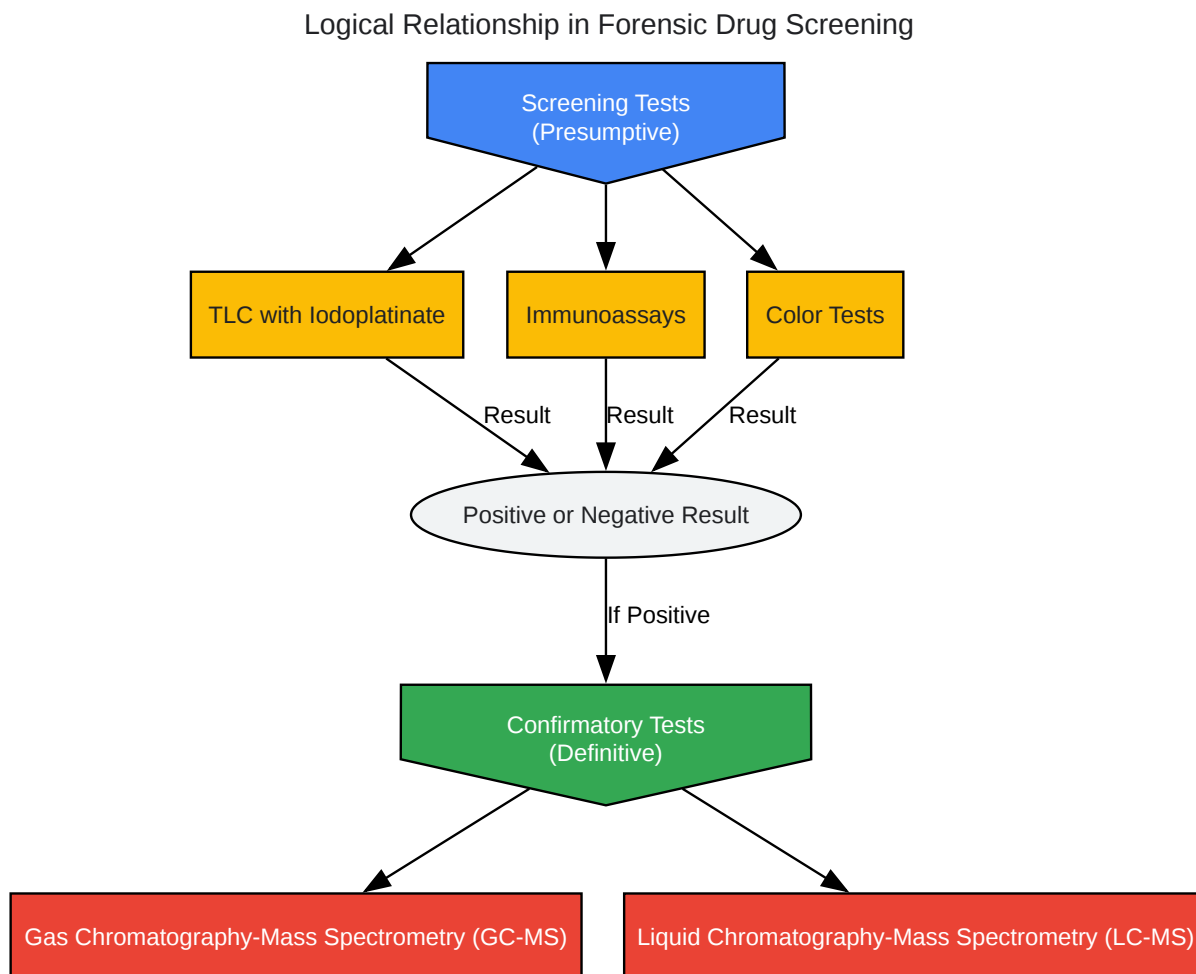 Logical Relationship in Forensic Drug Screening
Screening Tests
(Presumptive)
TLC with Iodoplatinate
Immunoassays
Color Tests
Result
Result
Result
Positive or Negative Result
If Positive
Confirmatory Tests
(Definitive)
Gas Chromatography-Mass Spectrometry (GC-MS)
Liquid Chromatography-Mass Spectrometry (LC-MS)